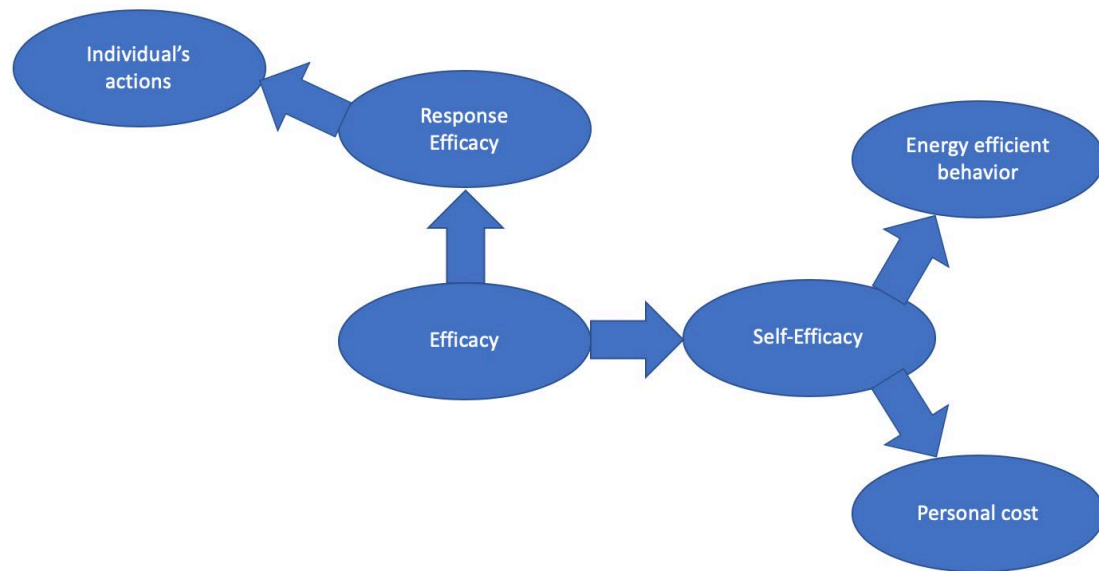 Individual's
actions
Response
Efficacy
Energy efficient
behavior
Efficacy
Self-Efficacy
Personal cost